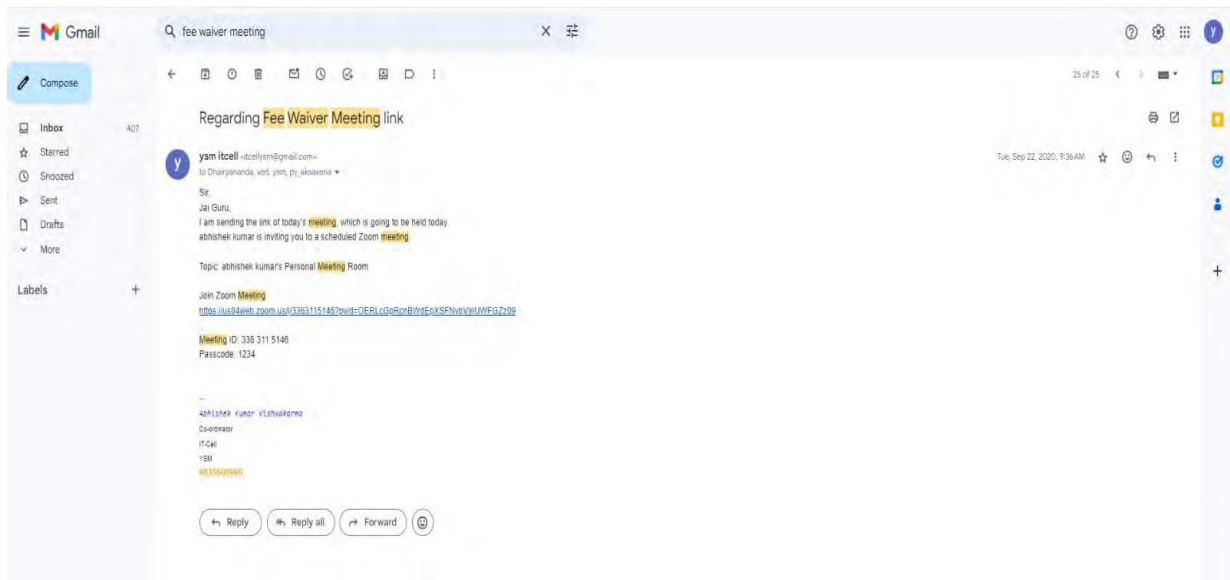 Gmail
fee waiver meeting
Compose
25 of 25
Inbox 407
Starred
Snoozed
Sent
Drafts
More
Labels
Regarding Fee Waiver Meeting link
ysm itcell <itcellysm@gmail.com>
Tue, Sep 22, 2020, 9:36 AM
to Dhairyananda, ved, ysm, py_aksaxena
Sir,
Jai Guru,
I am sending the link of today's meeting, which is going to be held today.
abhishek kumar is inviting you to a scheduled Zoom meeting
Topic: abhishek kumar's Personal Meeting Room
Join Zoom Meeting
Meeting ID: 336 311 5146
Passcode: 1234
--
Abhishek Kumar Vishwakarma
Co-ordinator
IT-Cell
YSM
Reply
Reply all
Forward